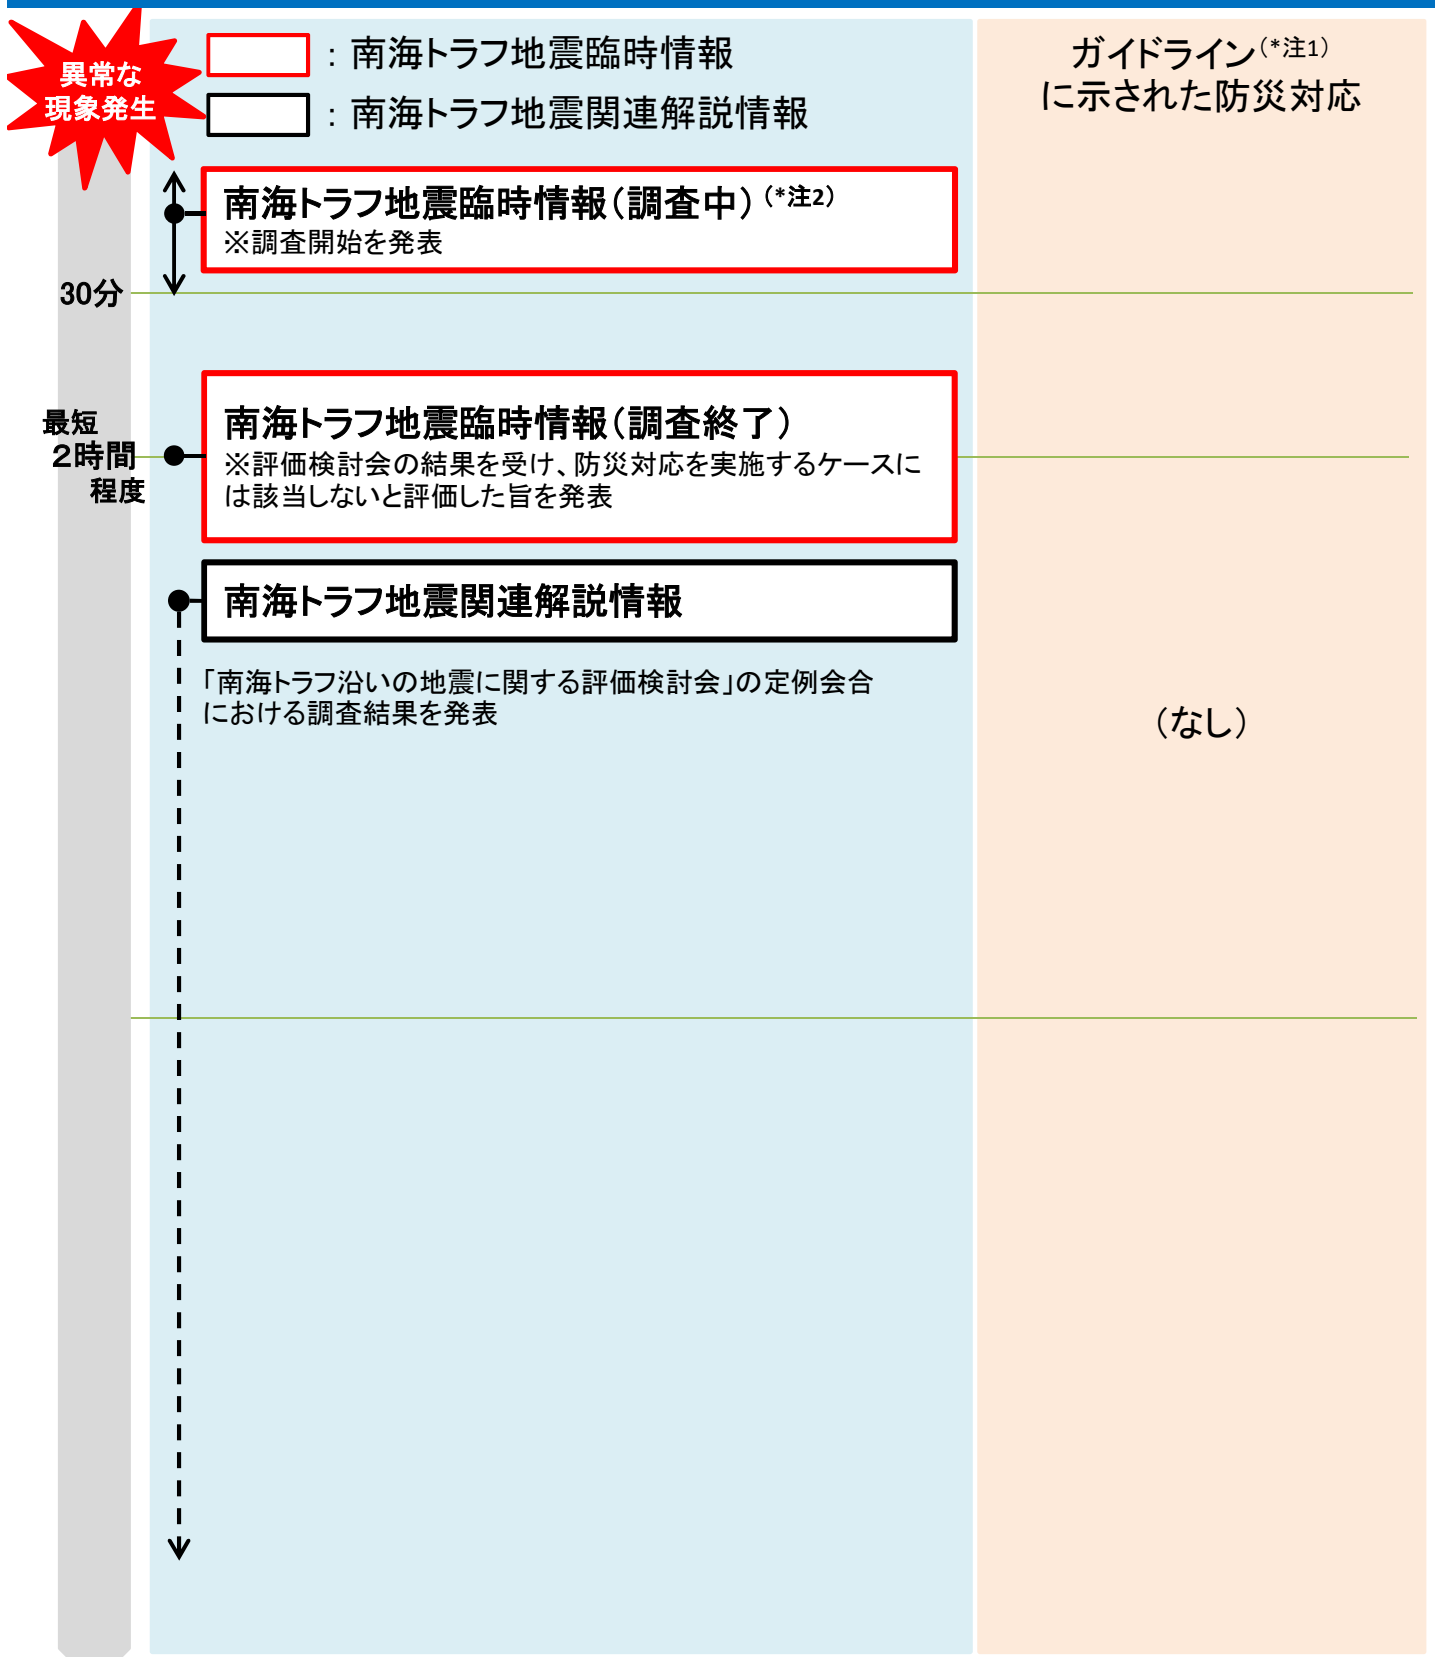 異常な
現象発生
：南海トラフ地震臨時情報
：南海トラフ地震関連解説情報
ガイドライン(*注1)
に示された防災対応
南海トラフ地震臨時情報(調査中)(*注2)
※調査開始を発表
30分
最短
2時間
程度
南海トラフ地震臨時情報(調査終了)
※評価検討会の結果を受け、防災対応を実施するケースに
は該当しないと評価した旨を発表
南海トラフ地震関連解説情報
「南海トラフ沿いの地震に関する評価検討会」の定例会合
における調査結果を発表
(なし)